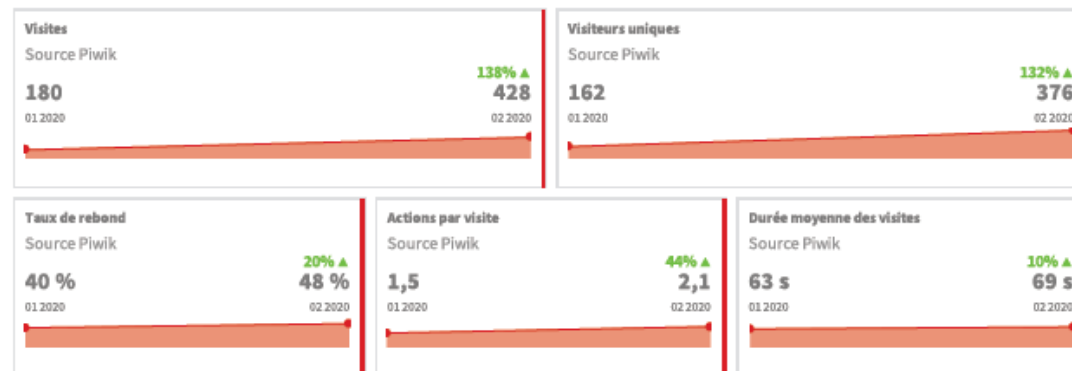 Visites
Source Piwik
138% ▲
180
428
01 2020
02 2020
Visiteurs uniques
Source Piwik
132% ▲
162
376
01 2020
02 2020
Taux de rebond
Source Piwik
20% ▲
40 %
48 %
01 2020
02 2020
Actions par visite
Source Piwik
44% ▲
1,5
2,1
01 2020
02 2020
Durée moyenne des visites
Source Piwik
10% ▲
63 s
69 s
01 2020
02 2020